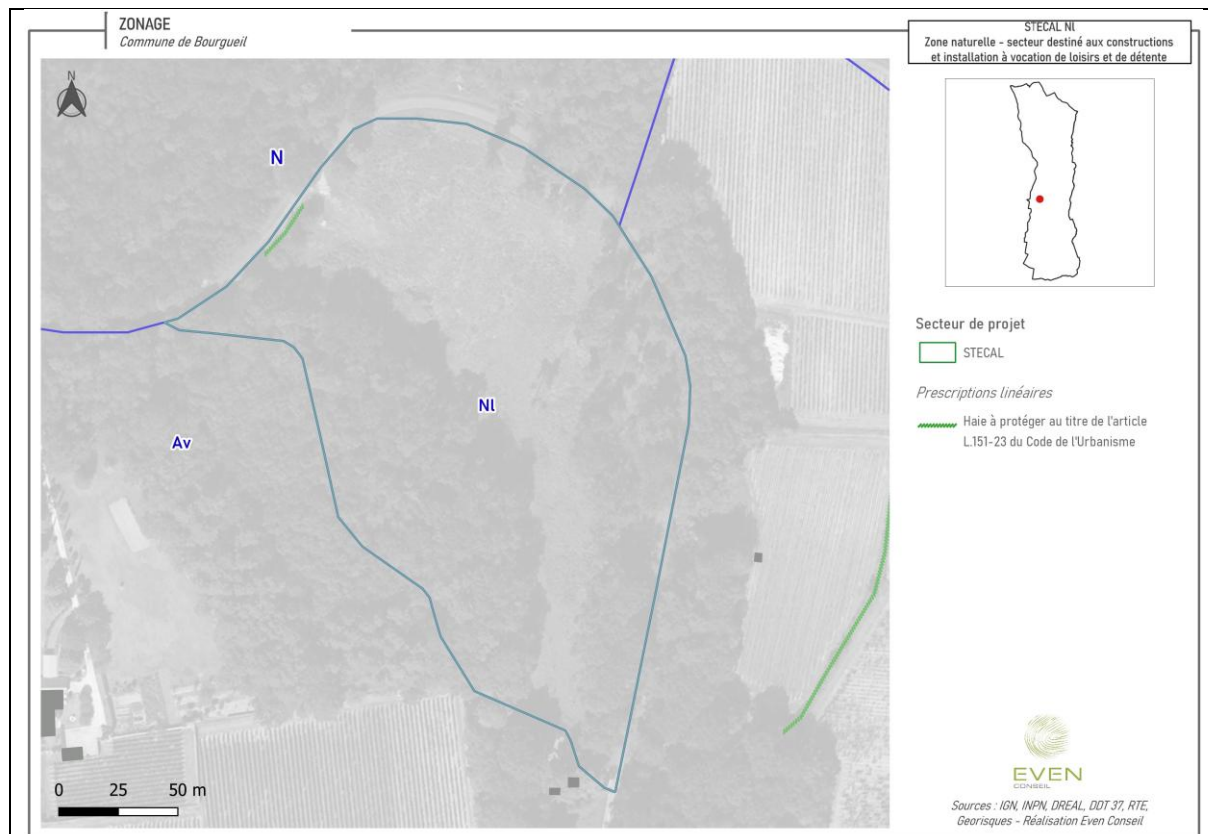 ZONAGE
Commune de Bourgueil
STECAL Nl
Zone naturelle - secteur destiné aux constructions
et installation à vocation de loisirs et de détente
N
N
Nl
Av
0 25 50 m
Secteur de projet
STECAL
Prescriptions linéaires
Haie à protéger au titre de l'article
L.151-23 du Code de l'Urbanisme
EVEN
CONSEIL
Sources : IGN, INPN, DREAL, DDT 37, RTE,
Georisques - Réalisation Even Conseil